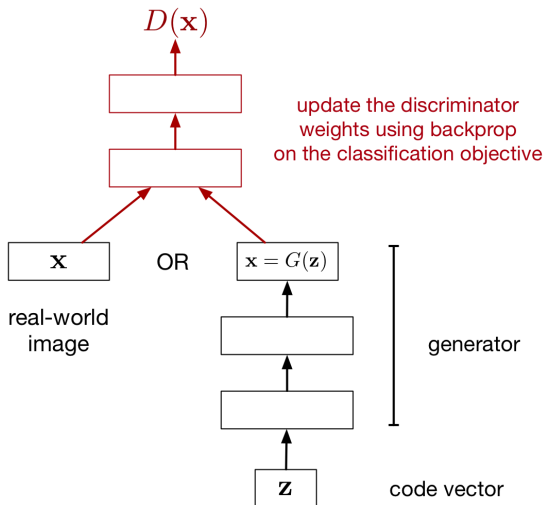 D(x)
update the discriminator
weights using backprop
on the classification objective
x OR x = G(z)
real-world
image
generator
z code vector